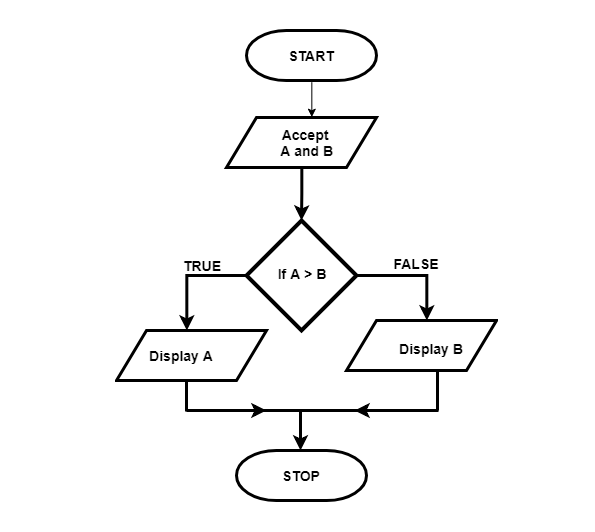 START
Accept
A and B
If A > B
TRUE
FALSE
Display A
Display B
STOP